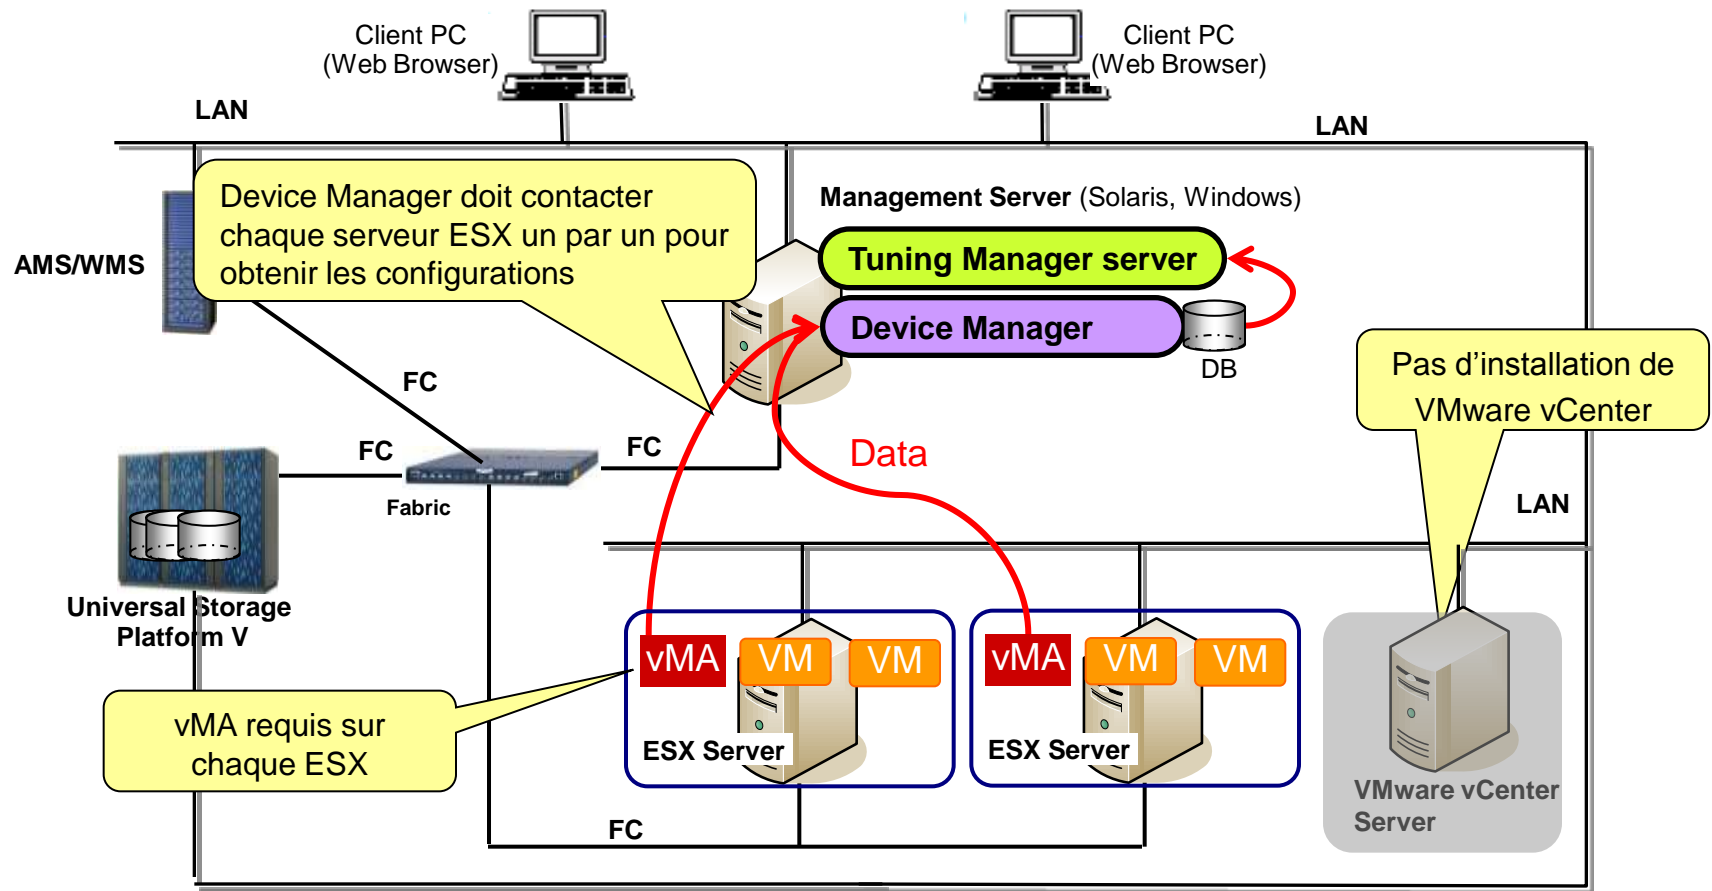 Client PC
(Web Browser)
Client PC
(Web Browser)
LAN
LAN
Device Manager doit contacter
chaque serveur ESX un par un pour
obtenir les configurations
Management Server (Solaris, Windows)
AMS/WMS
Tuning Manager server
Device Manager
DB
Pas d’installation de
VMware vCenter
FC
FC
FC
Data
Fabric
LAN
Universal Storage
Platform V
vMA
VM
VM
vMA
VM
VM
vMA requis sur
chaque ESX
ESX Server
ESX Server
VMware vCenter
Server
FC